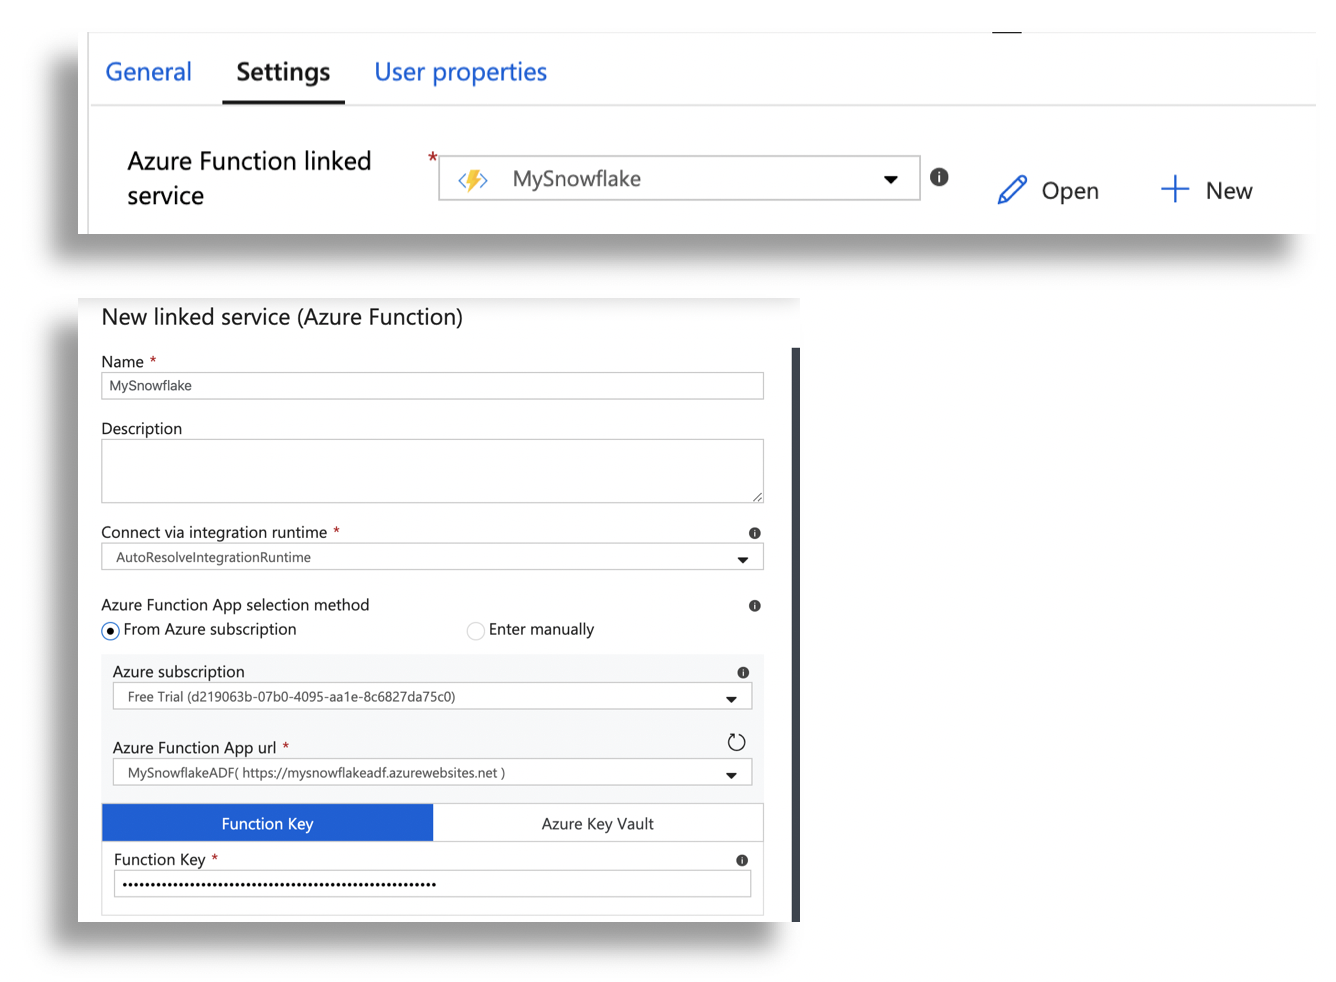 General Settings User properties
Azure Function linked
service
* MySnowflake Open New
New linked service (Azure Function)
Name *
MySnowflake
Description
Connect via integration runtime *
AutoResolveIntegrationRuntime
Azure Function App selection method
From Azure subscription Enter manually
Azure subscription
Free Trial (d219063b-07b0-4095-aa1e-8c6827da75c0)
Azure Function App url *
MySnowflakeADF( https://mysnowflakeadf.azurewebsites.net )
Function Key Azure Key Vault
Function Key *